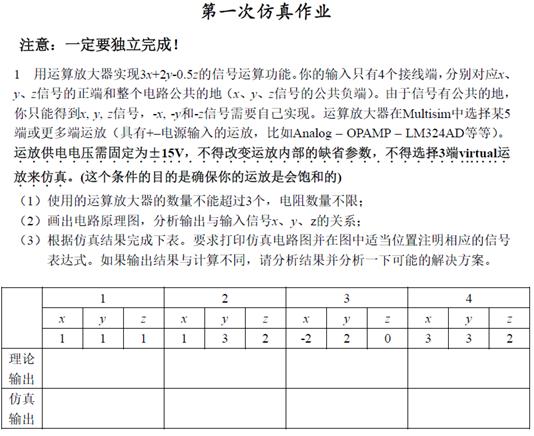 第一次仿真作业
注意：一定要独立完成！
1 用运算放大器实现3x+2y-0.5z的信号运算功能。你的输入只有4个接线端，分别对应x、
y、z信号的正端和整个电路公共的地（x、y、z信号的公共负端）。由于信号有公共的地，
你只能得到x, y, z信号，-x, -y和-z信号需要自己实现。运算放大器在Multisim中选择某5
端或更多端运放（具有+−电源输入的运放，比如Analog – OPAMP – LM324AD等等）。
运放供电电压需固定为±15V，不得改变运放内部的缺省参数，不得选择3端virtual运
放来仿真。(这个条件的目的是确保你的运放是会饱和的)
（1）使用的运算放大器的数量不能超过3个，电阻数量不限；
（2）画出电路原理图，分析输出与输入信号x、y、z的关系；
（3）根据仿真结果完成下表。要求打印仿真电路图并在图中适当位置注明相应的信号
表达式。如果输出结果与计算不同，请分析结果并分析一下可能的解决方案。
1 2 3 4
x y z x y z x y z x y z
1 1 1 1 3 2 -2 2 0 3 3 2
理论
输出
仿真
输出